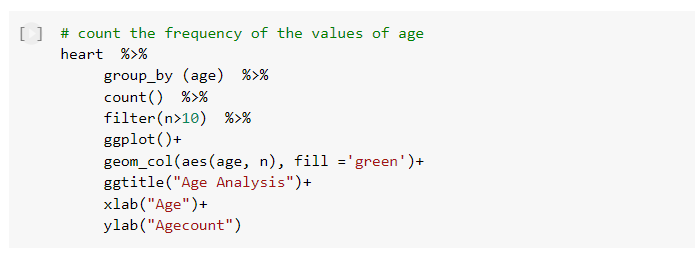 [ ] # count the frequency of the values of age
heart  %>%
     group_by (age)  %>%
     count()  %>%
     filter(n>10)  %>%
     ggplot()+
     geom_col(aes(age, n), fill ='green')+
     ggtitle("Age Analysis")+
     xlab("Age")+
     ylab("Agecount")